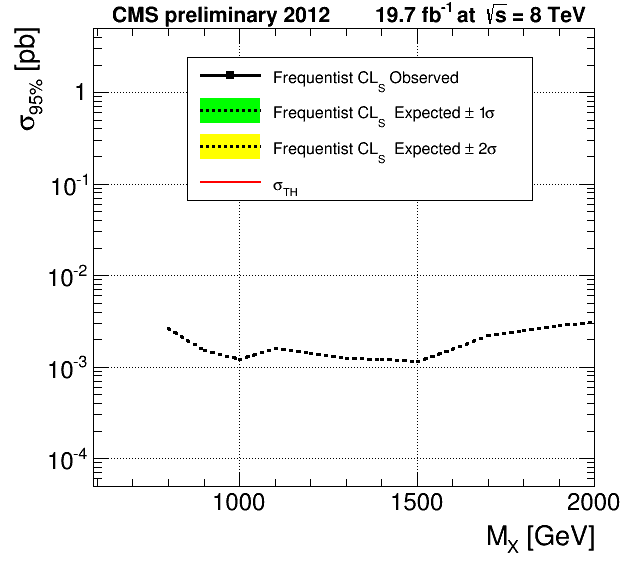 CMS preliminary 2012 19.7 fb⁻¹ at √s = 8 TeV
σ95% [pb]
Frequentist CLS Observed
Frequentist CLS Expected ± 1σ
Frequentist CLS Expected ± 2σ
σTH
1
10⁻¹
10⁻²
10⁻³
10⁻⁴
1000 1500 2000
MX [GeV]